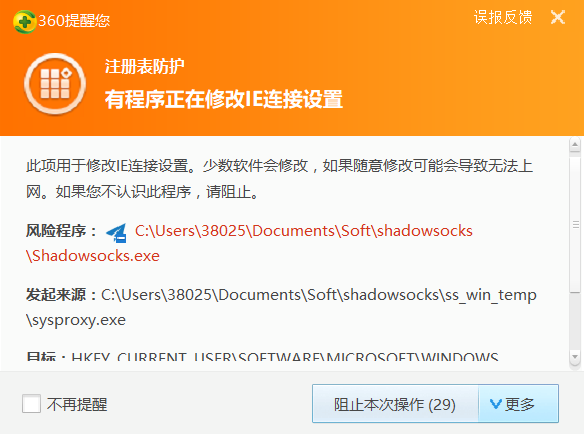 360提醒您
误报反馈
注册表防护
有程序正在修改IE连接设置
此项用于修改IE连接设置。少数软件会修改，如果随意修改可能会导致无法上
网。如果您不认识此程序，请阻止。
风险程序： C:\Users\38025\Documents\Soft\shadowsocks
\Shadowsocks.exe
发起来源：C:\Users\38025\Documents\Soft\shadowsocks\ss_win_temp
\sysproxy.exe
目标：HKEY_CURRENT_USER\SOFTWARE\MICROSOFT\WINDOWS
不再提醒
阻止本次操作 (29)
更多